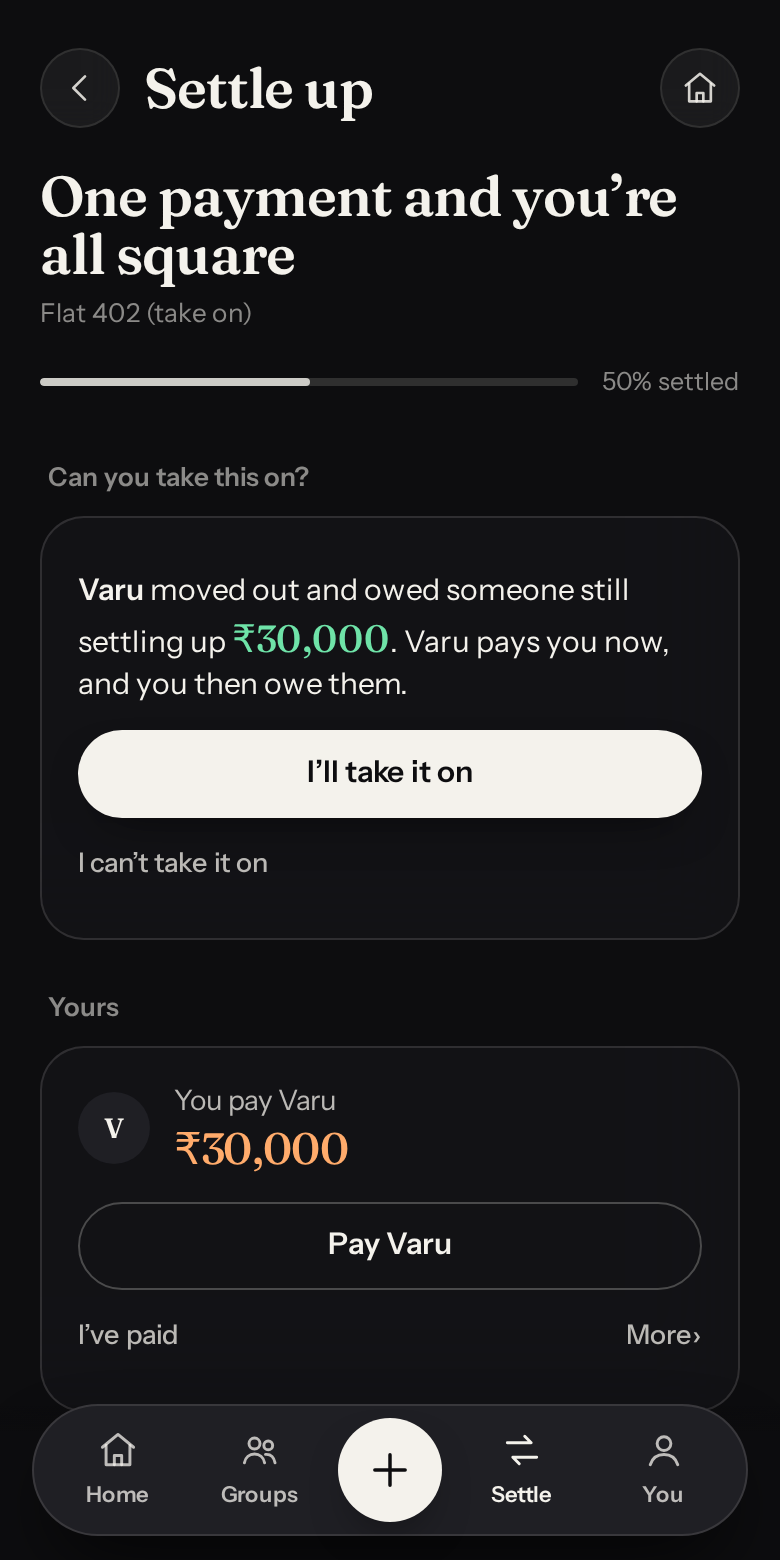 Settle up
One payment and you’re
all square
Flat 402 (take on)
50% settled
Can you take this on?
Varu moved out and owed someone still
settling up ₹30,000. Varu pays you now,
and you then owe them.
I’ll take it on
I can’t take it on
Yours
V
You pay Varu
₹30,000
Pay Varu
I’ve paid
More›
Home
Groups
Settle
You